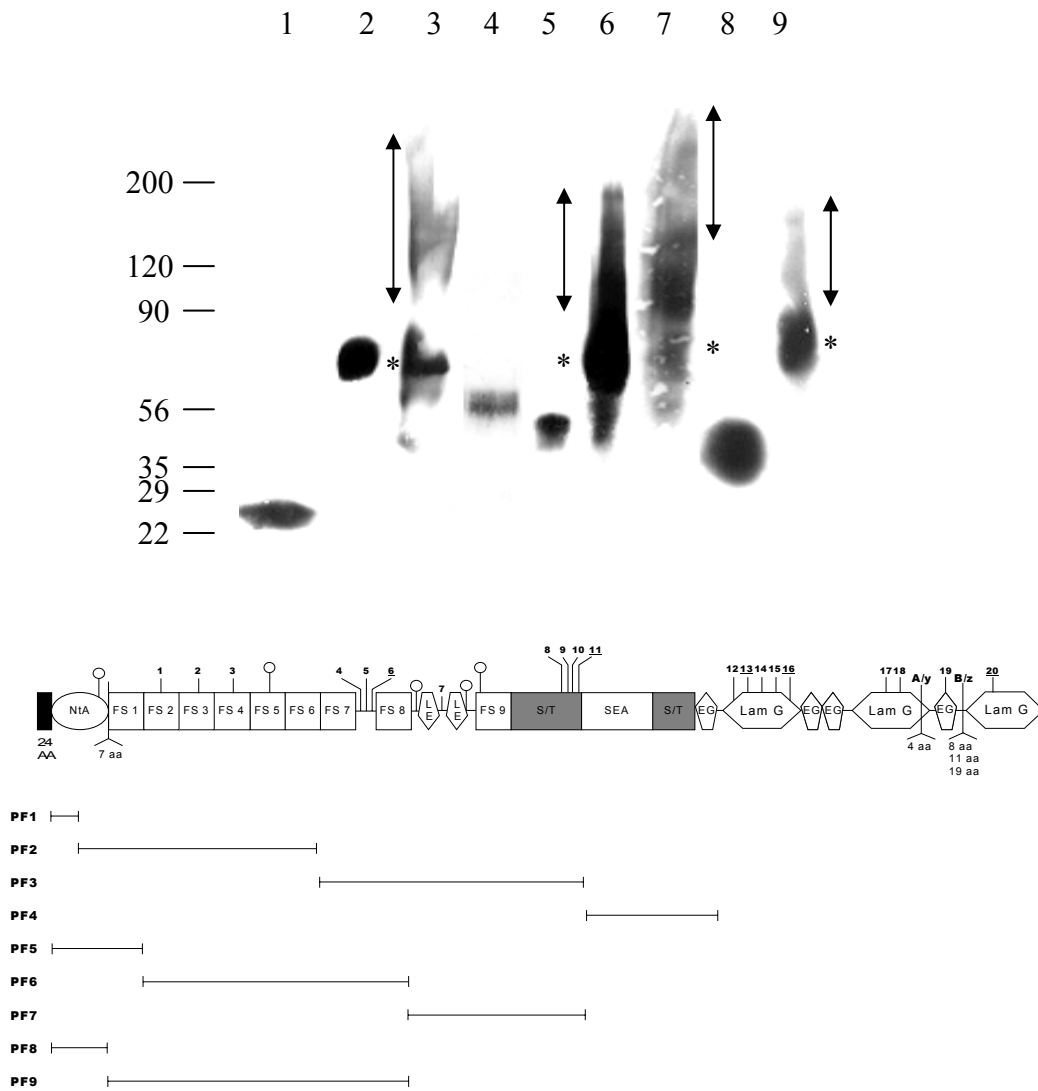 1 2 3 4 5 6 7 8 9
200
120
90
* * * *
56
35
29
22
8 9 10 11
1 2 3 4 5 6 7 12 13 14 15 16 17 18 A/y 19 B/z 20
NtA FS 1 FS 2 FS 3 FS 4 FS 5 FS 6 FS 7 FS 8 LE LE FS 9 S/T SEA S/T EG Lam G EG EG Lam G EG Lam G
24 AA
7 aa
4 aa
8 aa
11 aa
19 aa
PF1
PF2
PF3
PF4
PF5
PF6
PF7
PF8
PF9